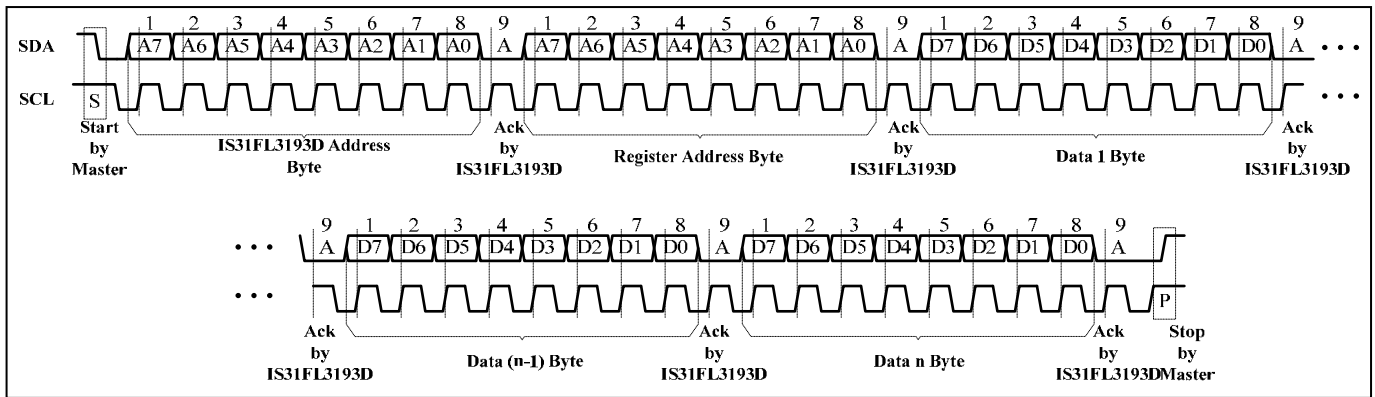 1 2 3 4 5 6 7 8 9 1 2 3 4 5 6 7 8 9 1 2 3 4 5 6 7 8 9
SDA A7 A6 A5 A4 A3 A2 A1 A0 A A7 A6 A5 A4 A3 A2 A1 A0 A D7 D6 D5 D4 D3 D2 D1 D0 A • • •
SCL S • • •
Start by Master
IS31FL3193D Address Byte
Ack by IS31FL3193D
Register Address Byte
Ack by IS31FL3193D
Data 1 Byte
Ack by IS31FL3193D
9 1 2 3 4 5 6 7 8 9 1 2 3 4 5 6 7 8 9
• • • A D7 D6 D5 D4 D3 D2 D1 D0 A D7 D6 D5 D4 D3 D2 D1 D0 A
• • • P
Ack by IS31FL3193D
Data (n-1) Byte
Ack by IS31FL3193D
Data n Byte
Ack by IS31FL3193D
Stop by Master